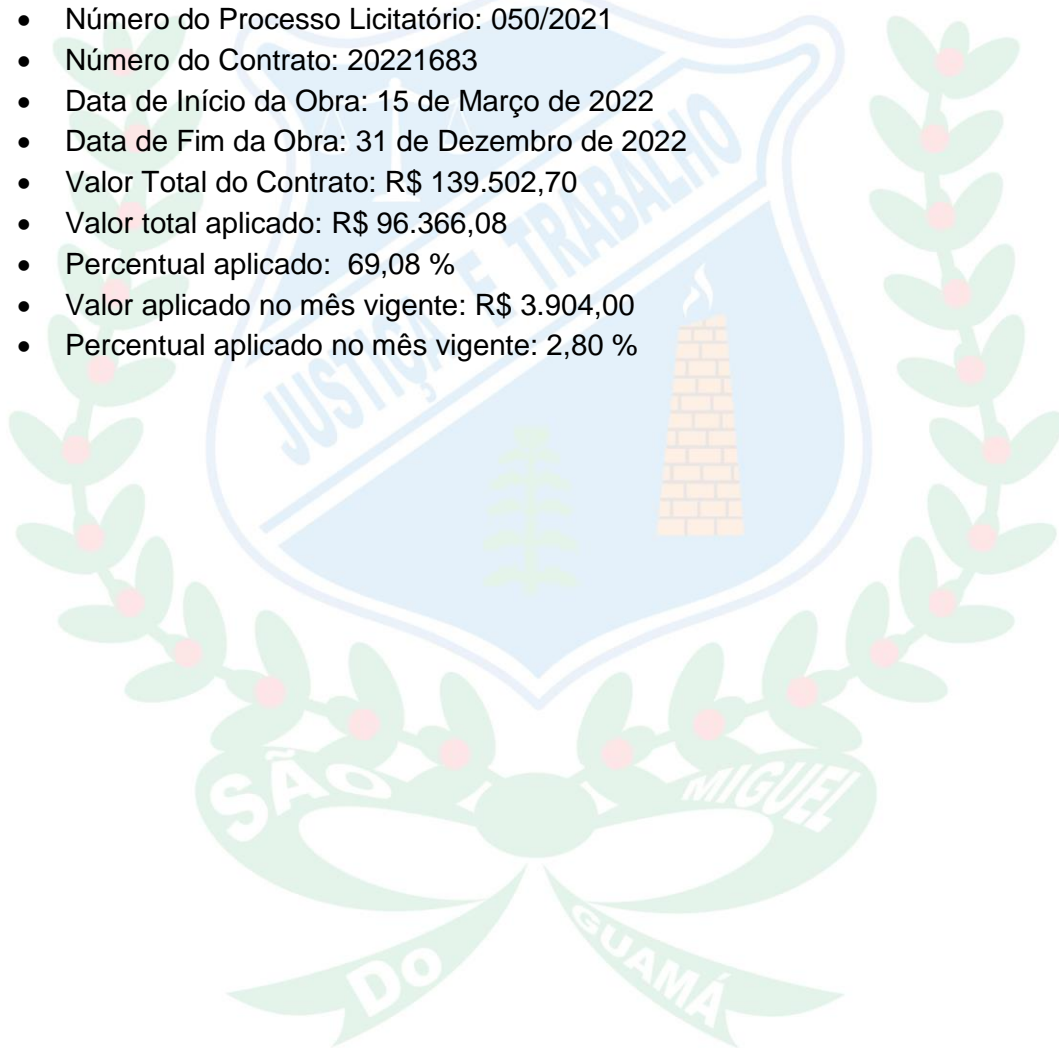 • Número do Processo Licitatório: 050/2021
• Número do Contrato: 20221683
• Data de Início da Obra: 15 de Março de 2022
• Data de Fim da Obra: 31 de Dezembro de 2022
• Valor Total do Contrato: R$ 139.502,70
• Valor total aplicado: R$ 96.366,08
• Percentual aplicado: 69,08 %
• Valor aplicado no mês vigente: R$ 3.904,00
• Percentual aplicado no mês vigente: 2,80 %
JUSTIÇA E TRABALHO
SÃO MIGUEL
DO GUAMÁ